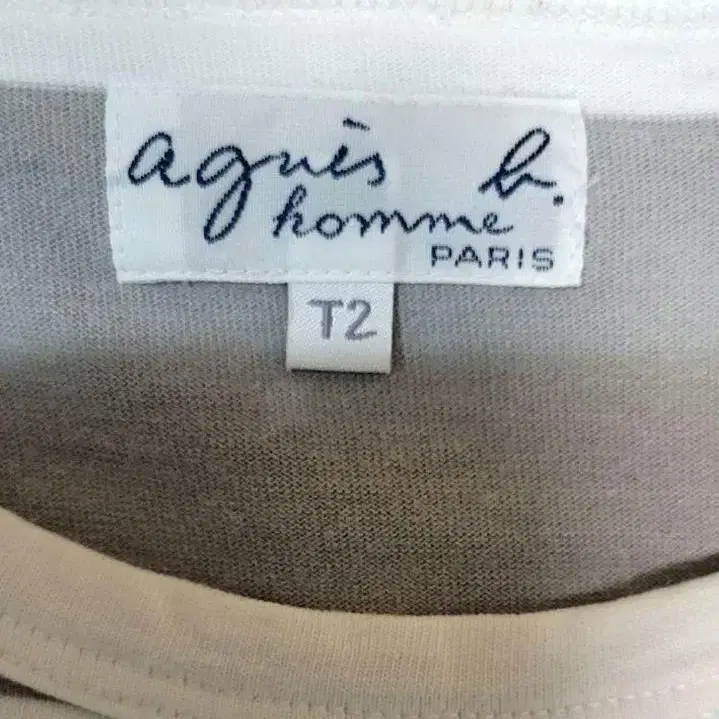 agnès b.
homme
PARIS
T2